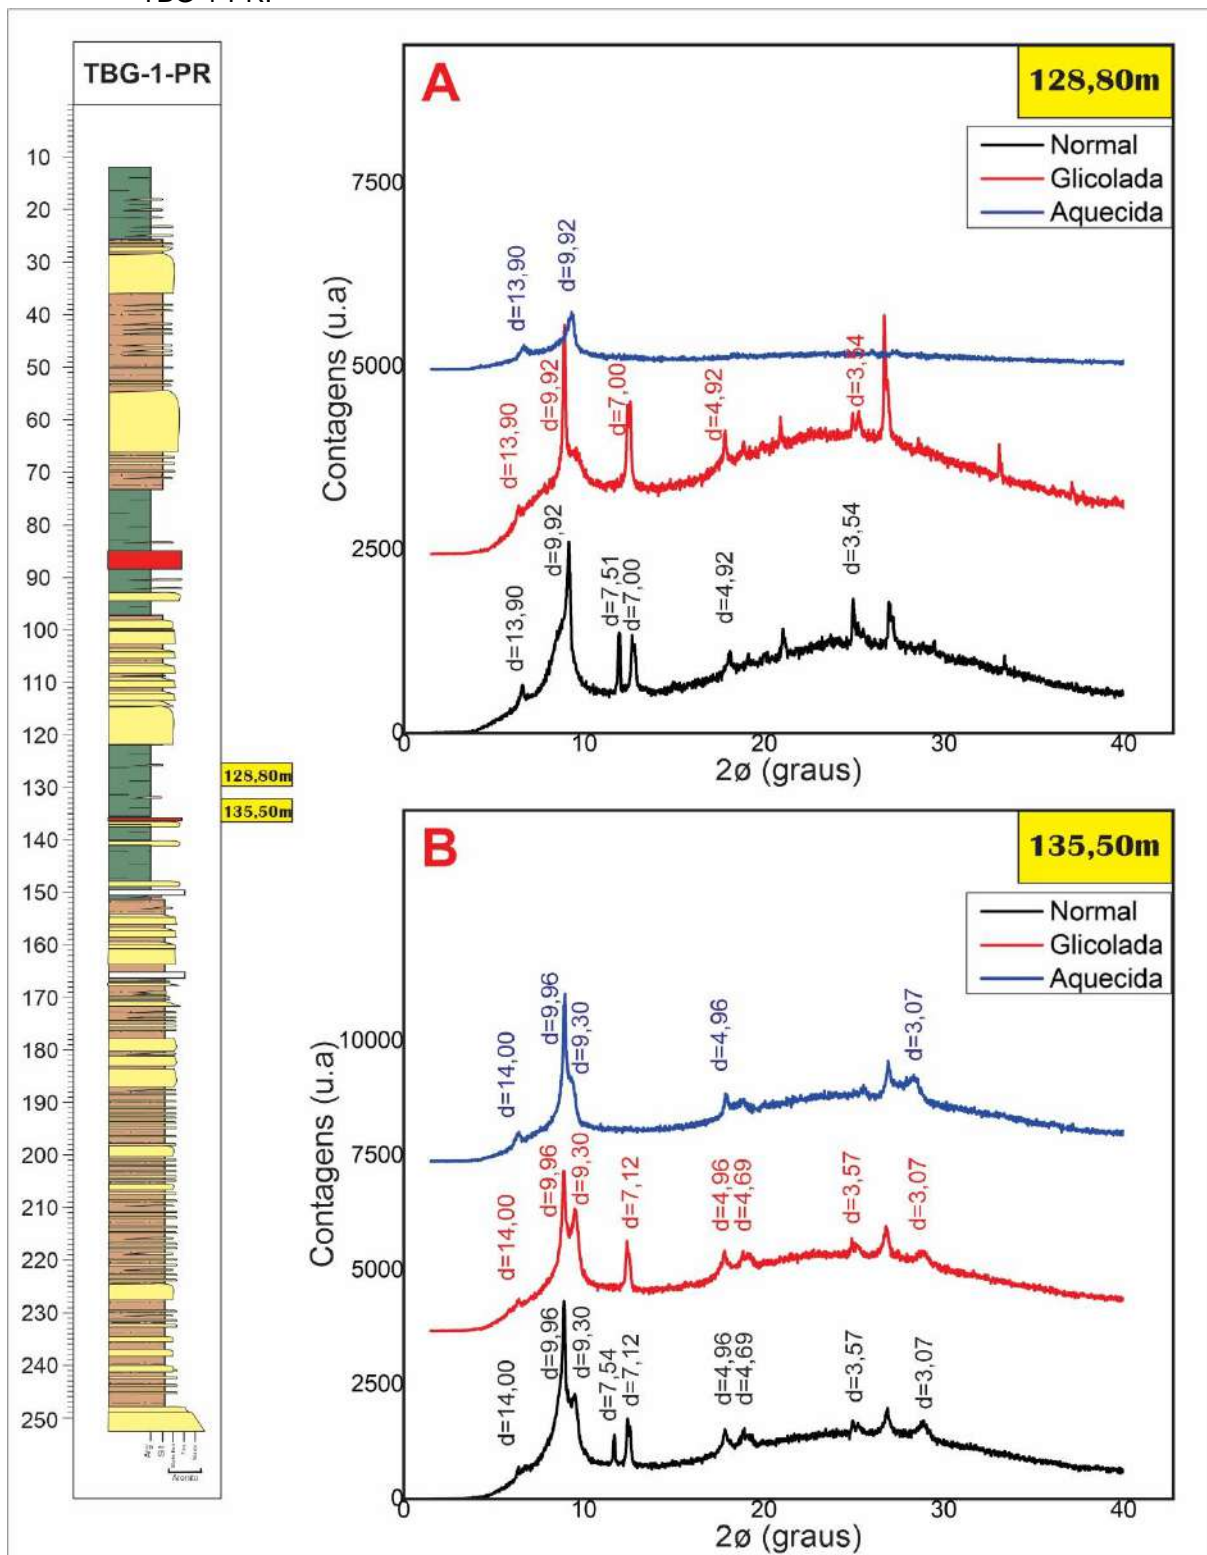 TBG-1-PR
10
20
30
40
50
60
70
80
90
100
110
120
130
140
150
160
170
180
190
200
210
220
230
240
250
Arg
Silt
Arenito
128,80m
135,50m
A
128,80m
Normal
Glicolada
Aquecida
Contagens (u.a)
7500
5000
2500
0
d=13,90
d=9,92
d=13,90
d=9,92
d=7,00
d=4,92
d=3,54
d=13,90
d=9,92
d=7,51
d=7,00
d=4,92
d=3,54
0
10
20
30
40
2ø (graus)
B
135,50m
Normal
Glicolada
Aquecida
Contagens (u.a)
10000
7500
5000
2500
0
d=14,00
d=9,96
d=9,30
d=4,96
d=3,07
d=14,00
d=9,96
d=9,30
d=7,12
d=4,96
d=4,69
d=3,57
d=3,07
d=14,00
d=9,96
d=9,30
d=7,54
d=7,12
d=4,96
d=4,69
d=3,57
d=3,07
0
10
20
30
40
2ø (graus)